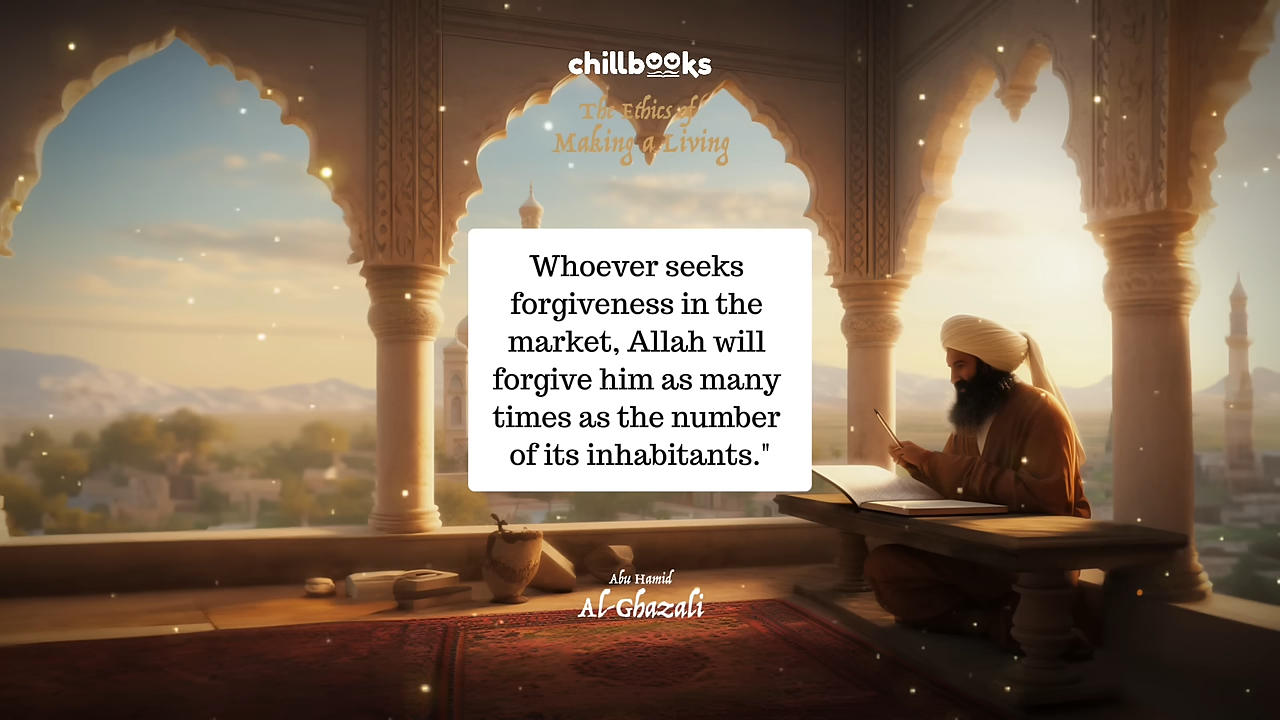 chillbooks
The Ethics of
Making a Living
Whoever seeks
forgiveness in the
market, Allah will
forgive him as many
times as the number
of its inhabitants."
Abu Hamid
Al-Ghazali